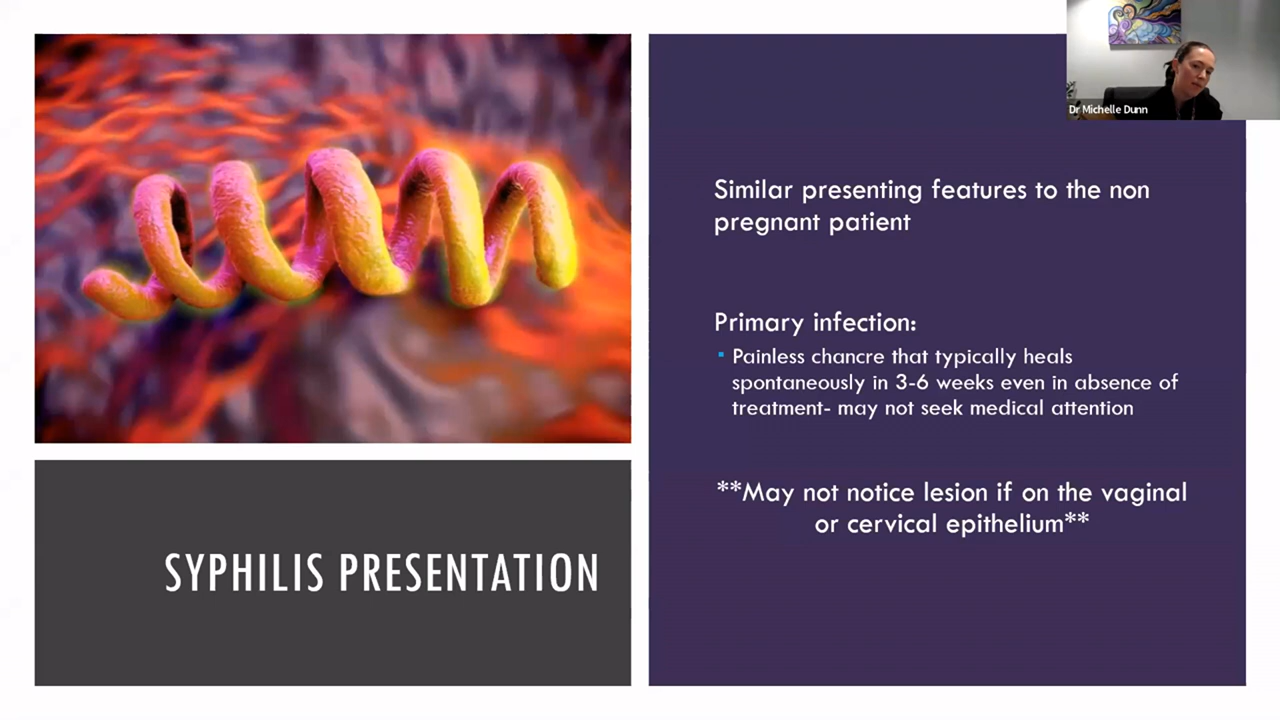 Dr Michelle Dunn
Similar presenting features to the non
pregnant patient
Primary infection:
▪ Painless chancre that typically heals
spontaneously in 3-6 weeks even in absence of
treatment- may not seek medical attention
**May not notice lesion if on the vaginal
or cervical epithelium**
SYPHILIS PRESENTATION